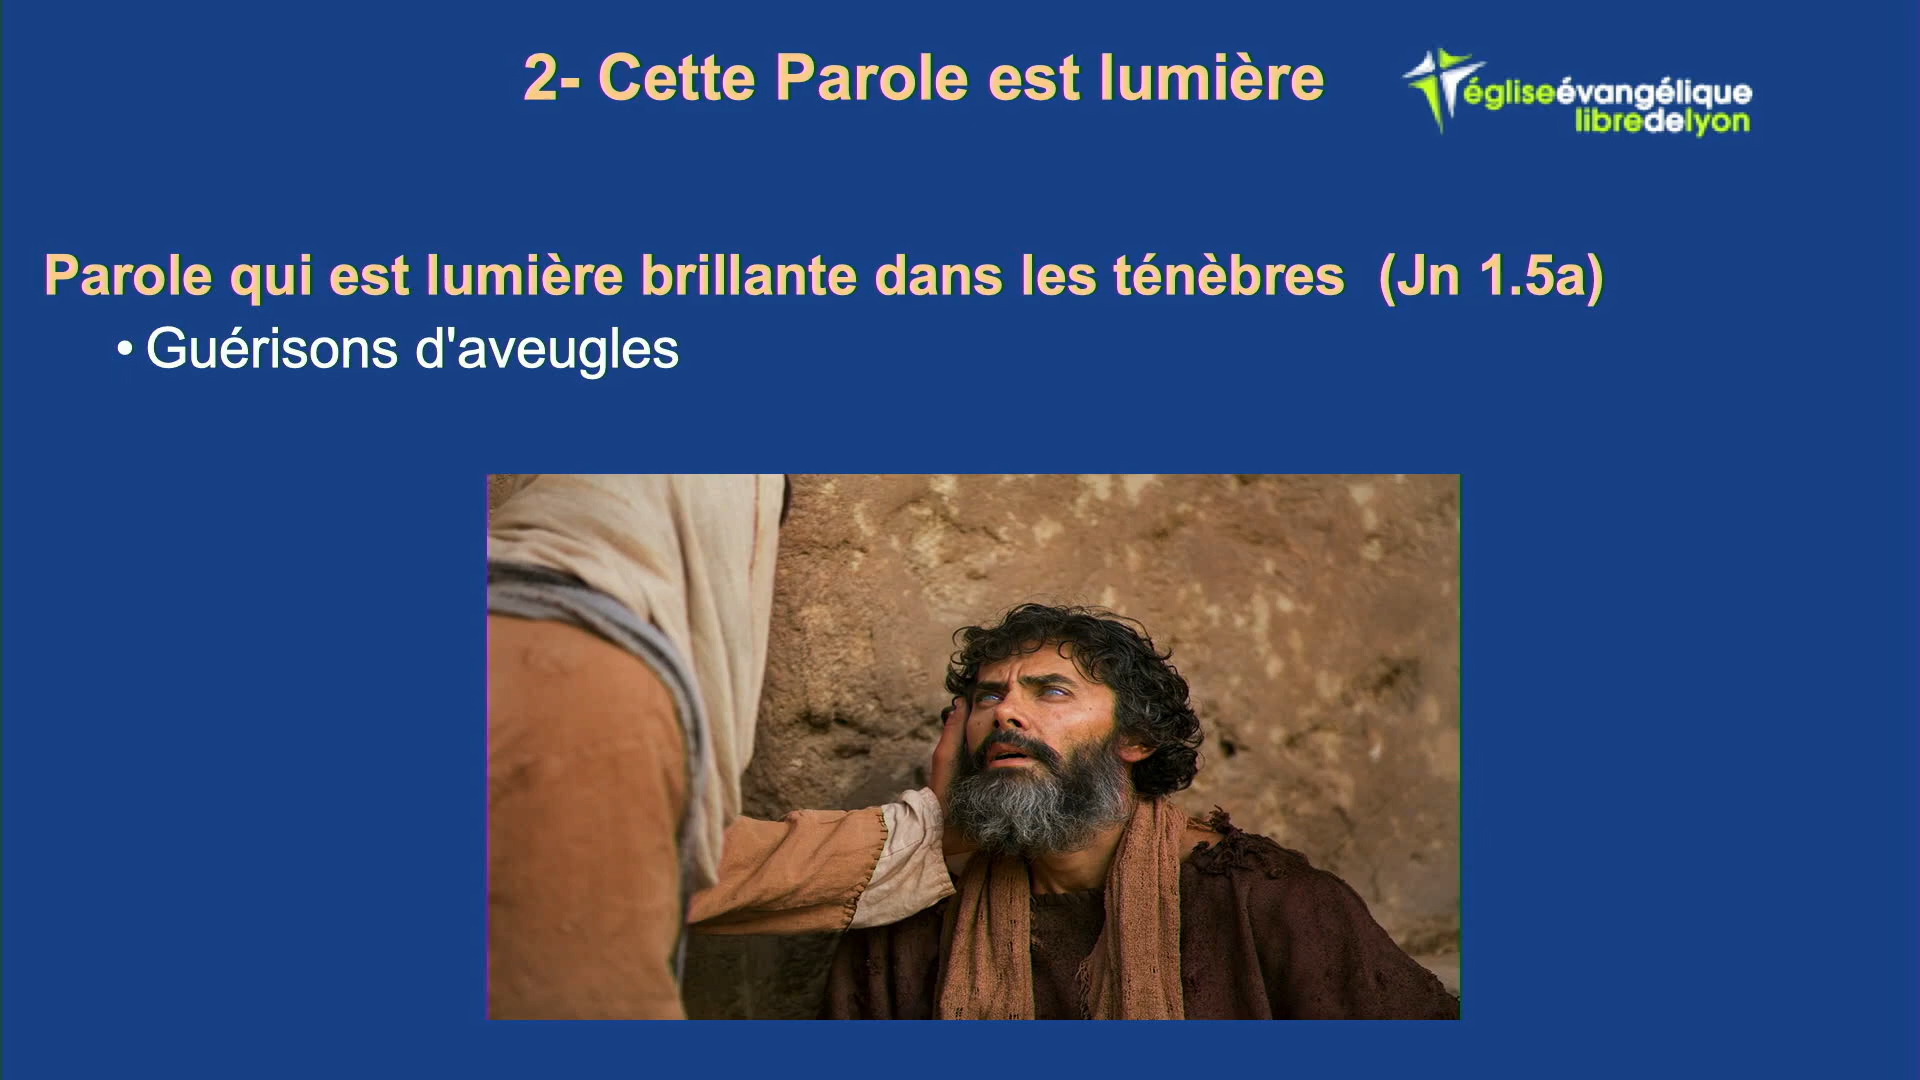 2- Cette Parole est lumière
égliseévangélique
libredelyon
Parole qui est lumière brillante dans les ténèbres (Jn 1.5a)
• Guérisons d'aveugles